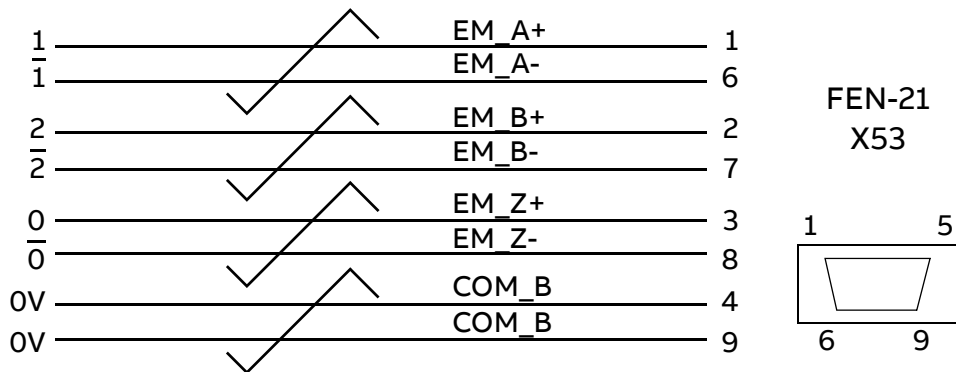 1 EM_A+ 1
1̅ EM_A- 6
2 EM_B+ 2
2̅ EM_B- 7
0 EM_Z+ 3
0̅ EM_Z- 8
0V COM_B 4
0V COM_B 9
FEN-21
X53
1 5
6 9